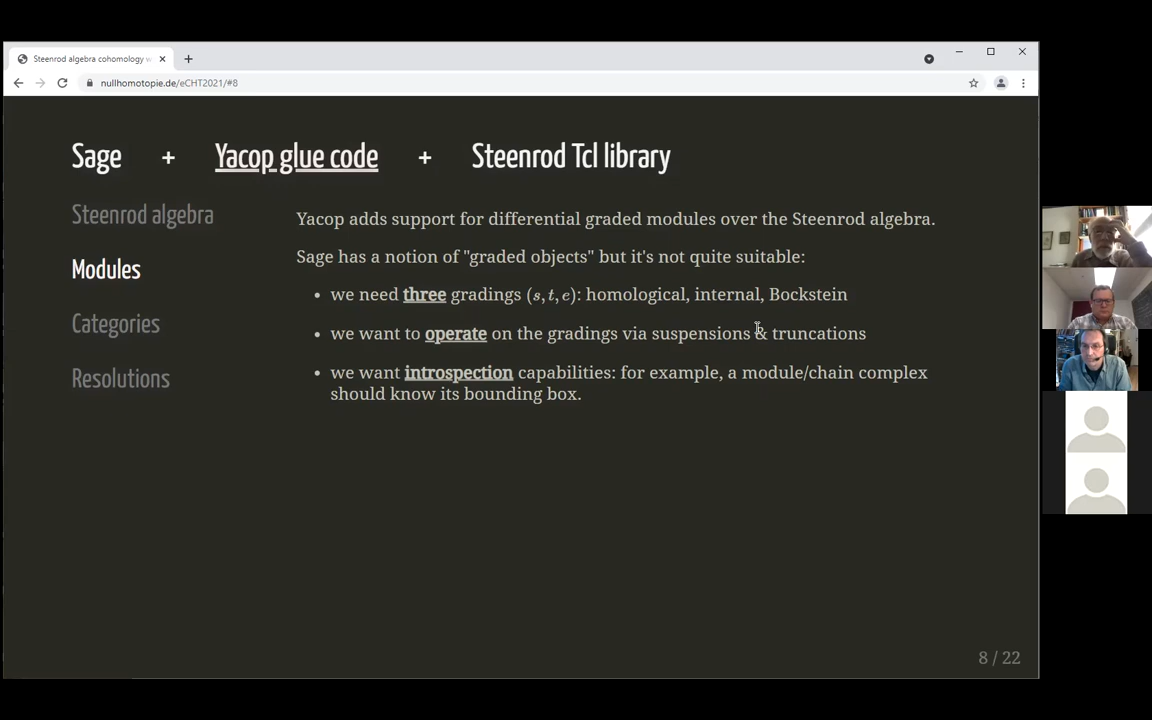 Steenrod algebra cohomology w
nullhomotopie.de/eCHT2021/#8
Sage + Yacop glue code + Steenrod Tcl library
Steenrod algebra
Modules
Categories
Resolutions
Yacop adds support for differential graded modules over the Steenrod algebra.
Sage has a notion of "graded objects" but it's not quite suitable:
• we need three gradings (s, t, e): homological, internal, Bockstein
• we want to operate on the gradings via suspensions & truncations
• we want introspection capabilities: for example, a module/chain complex
should know its bounding box.
8 / 22